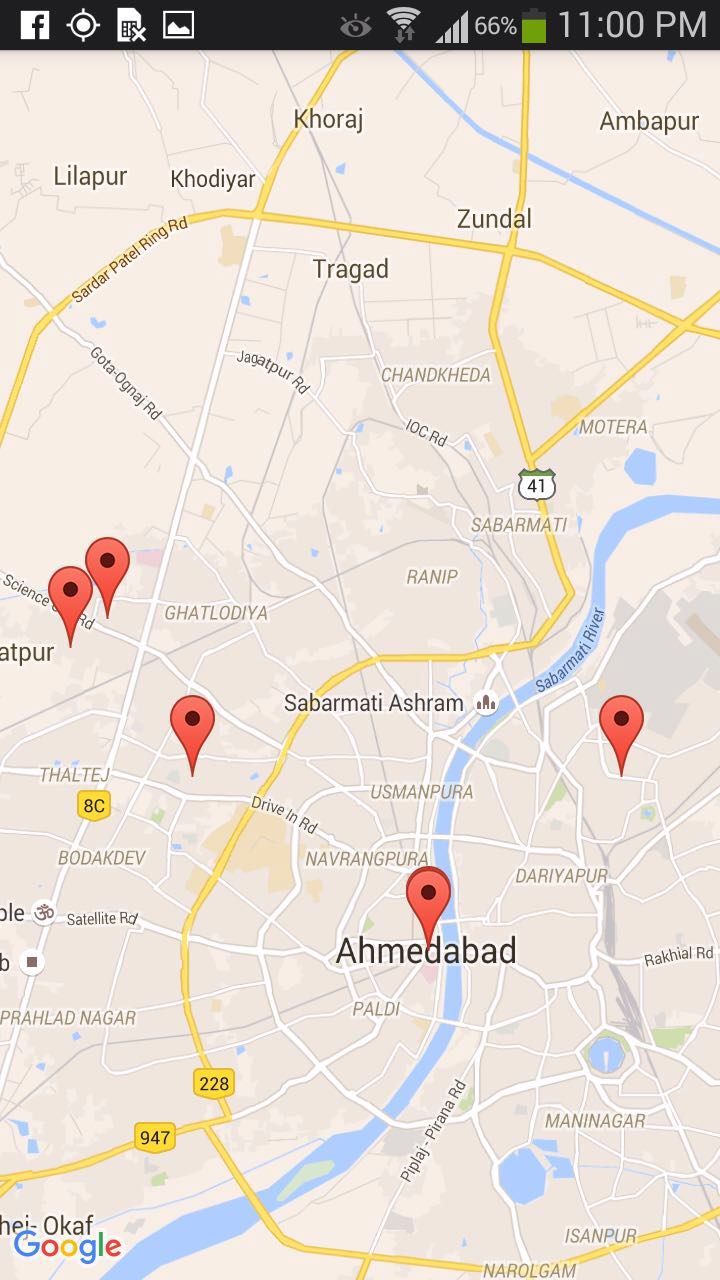 66% 11:00 PM
Khoraj
Ambapur
Lilapur
Khodiyar
Zundal
Sardar Patel Ring Rd
Tragad
Gota-Ognaj Rd
Jagatpur Rd
CHANDKHEDA
IOC Rd
MOTERA
41
SABARMATI
RANIP
Science City Rd
GHATLODIYA
atpur
Sabarmati River
Sabarmati Ashram
THALTEJ
8C
USMANPURA
Drive In Rd
BODAKDEV
NAVRANGPURA
DARIYAPUR
ple
Satellite Rd
Ahmedabad
b
Rakhial Rd
PALDI
PRAHLAD NAGAR
228
Piplaj - Pirana Rd
MANINAGAR
947
hej- Okaf
Google
ISANPUR
NAROLGAM